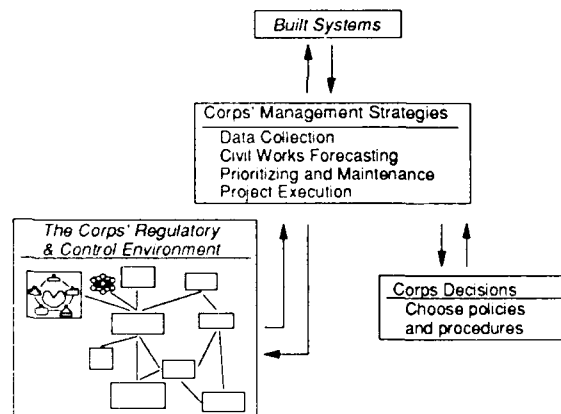 Built Systems
Corps' Management Strategies
Data Collection
Civil Works Forecasting
Prioritizing and Maintenance
Project Execution
The Corps' Regulatory
& Control Environment
Corps Decisions
Choose policies
and procedures